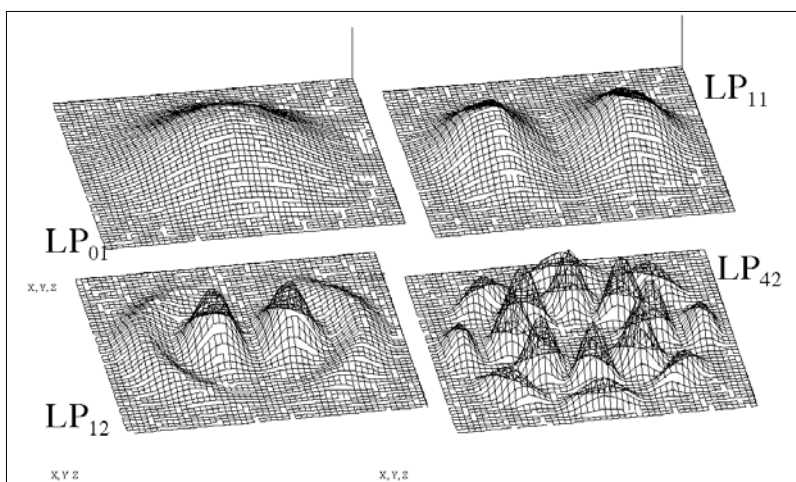 LP₁₁
LP₀₁
X,Y,Z
LP₄₂
LP₁₂
X,Y Z
X,Y,Z